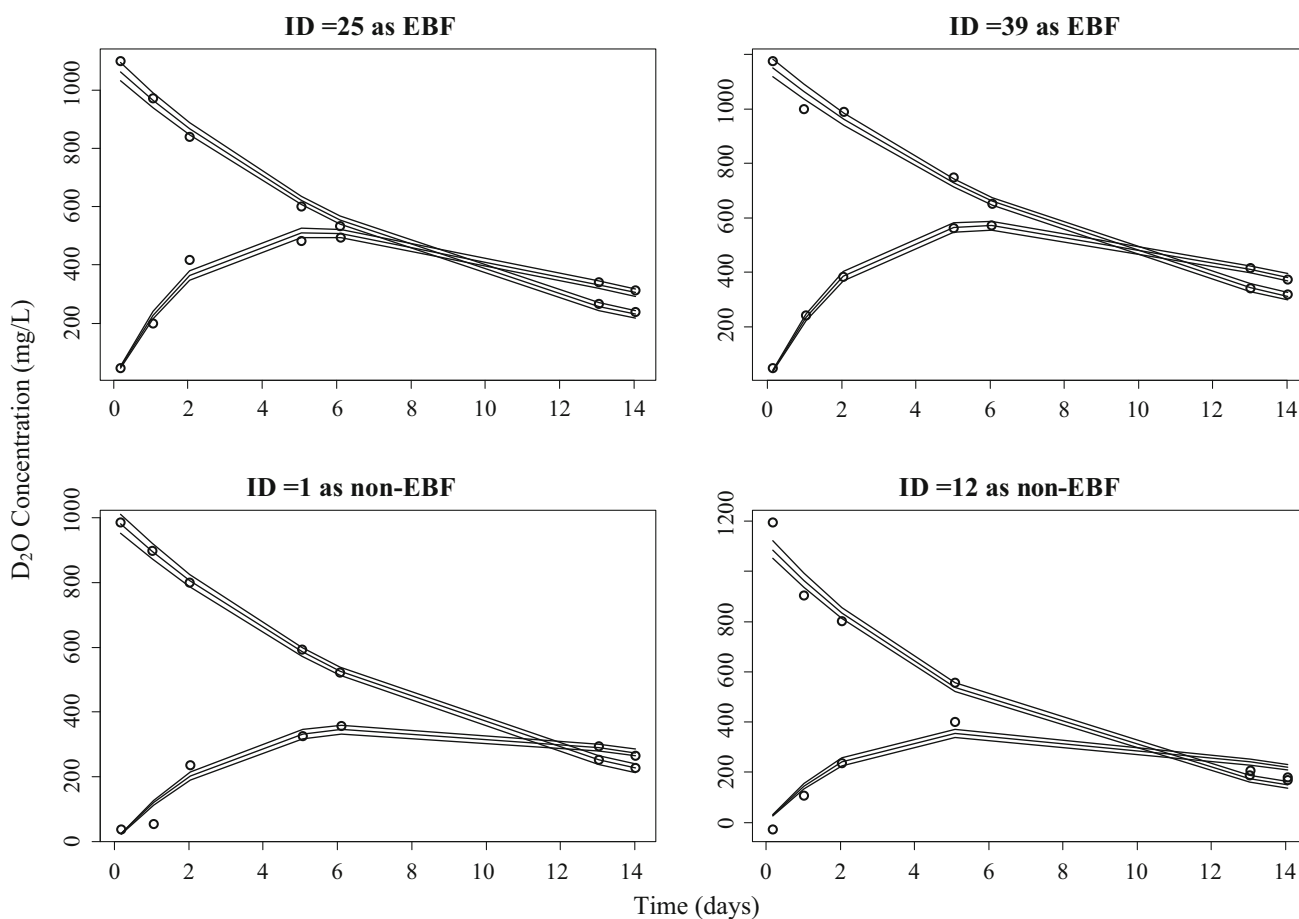 ID =25 as EBF
ID =39 as EBF
1000
800
600
400
200
0 2 4 6 8 10 12 14
1000
800
600
400
200
0 2 4 6 8 10 12 14
D₂O Concentration (mg/L)
ID =1 as non-EBF
ID =12 as non-EBF
1000
800
600
400
200
0
0 2 4 6 8 10 12 14
1200
800
600
400
200
0
0 2 4 6 8 10 12 14
Time (days)